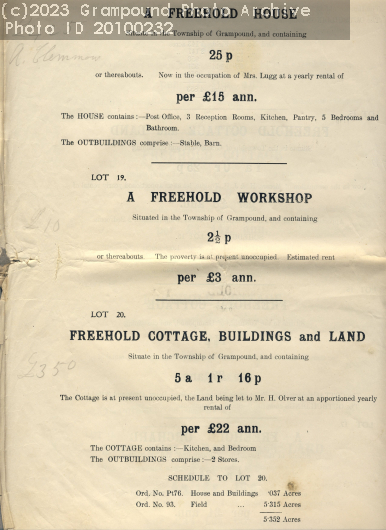 (c)2023 Grampound Photo Archive
Photo ID 20100232
A FREEHOLD HOUSE
Situate in the Township of Grampound, and containing
25 p
or thereabouts. Now in the occupation of Mrs. Lugg at a yearly rental of
per £15 ann.
The HOUSE contains :—Post Office, 3 Reception Rooms, Kitchen, Pantry, 5 Bedrooms and
Bathroom.
The OUTBUILDINGS comprise :—Stable, Barn.
LOT 19.
A FREEHOLD WORKSHOP
Situated in the Township of Grampound, and containing
2½ p
or thereabouts The property is at present unoccupied Estimated rent
per £3 ann.
LOT 20.
FREEHOLD COTTAGE, BUILDINGS and LAND
£350
Situate in the Township of Grampound, and containing
5 a 1 r 16 p
The Cottage is at present unoccupied, the Land being let to Mr. H. Olver at an apportioned yearly
rental of
per £22 ann.
The COTTAGE contains :—Kitchen, and Bedroom
The OUTBUILDINGS comprise :—2 Stores.
SCHEDULE TO LOT 20.
Ord. No. Pt76. House and Buildings ·037 Acres
Ord. No. 93. Field ... 5·315 Acres
5·352 Acres